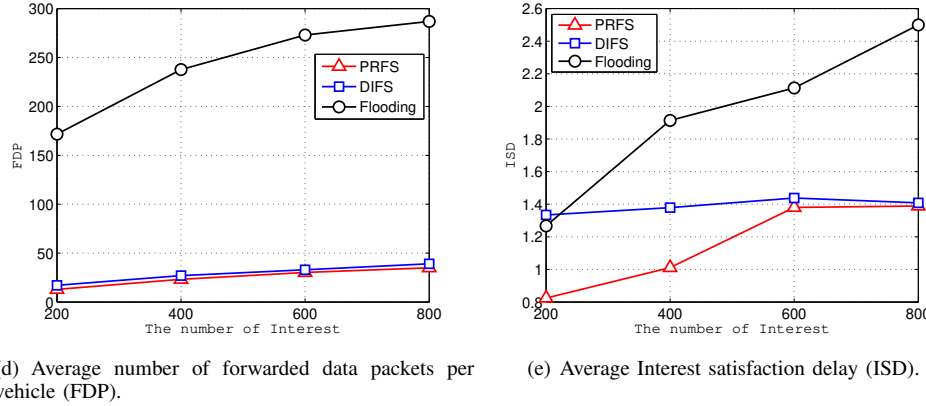 300
250
200
150
100
50
0
FDP
PRFS
DIFS
Flooding
200 400 600 800
The number of Interest
2.6
2.4
2.2
2
1.8
1.6
1.4
1.2
1
0.8
ISD
PRFS
DIFS
Flooding
200 400 600 800
The number of Interest
(d) Average number of forwarded data packets per
vehicle (FDP).
(e) Average Interest satisfaction delay (ISD).